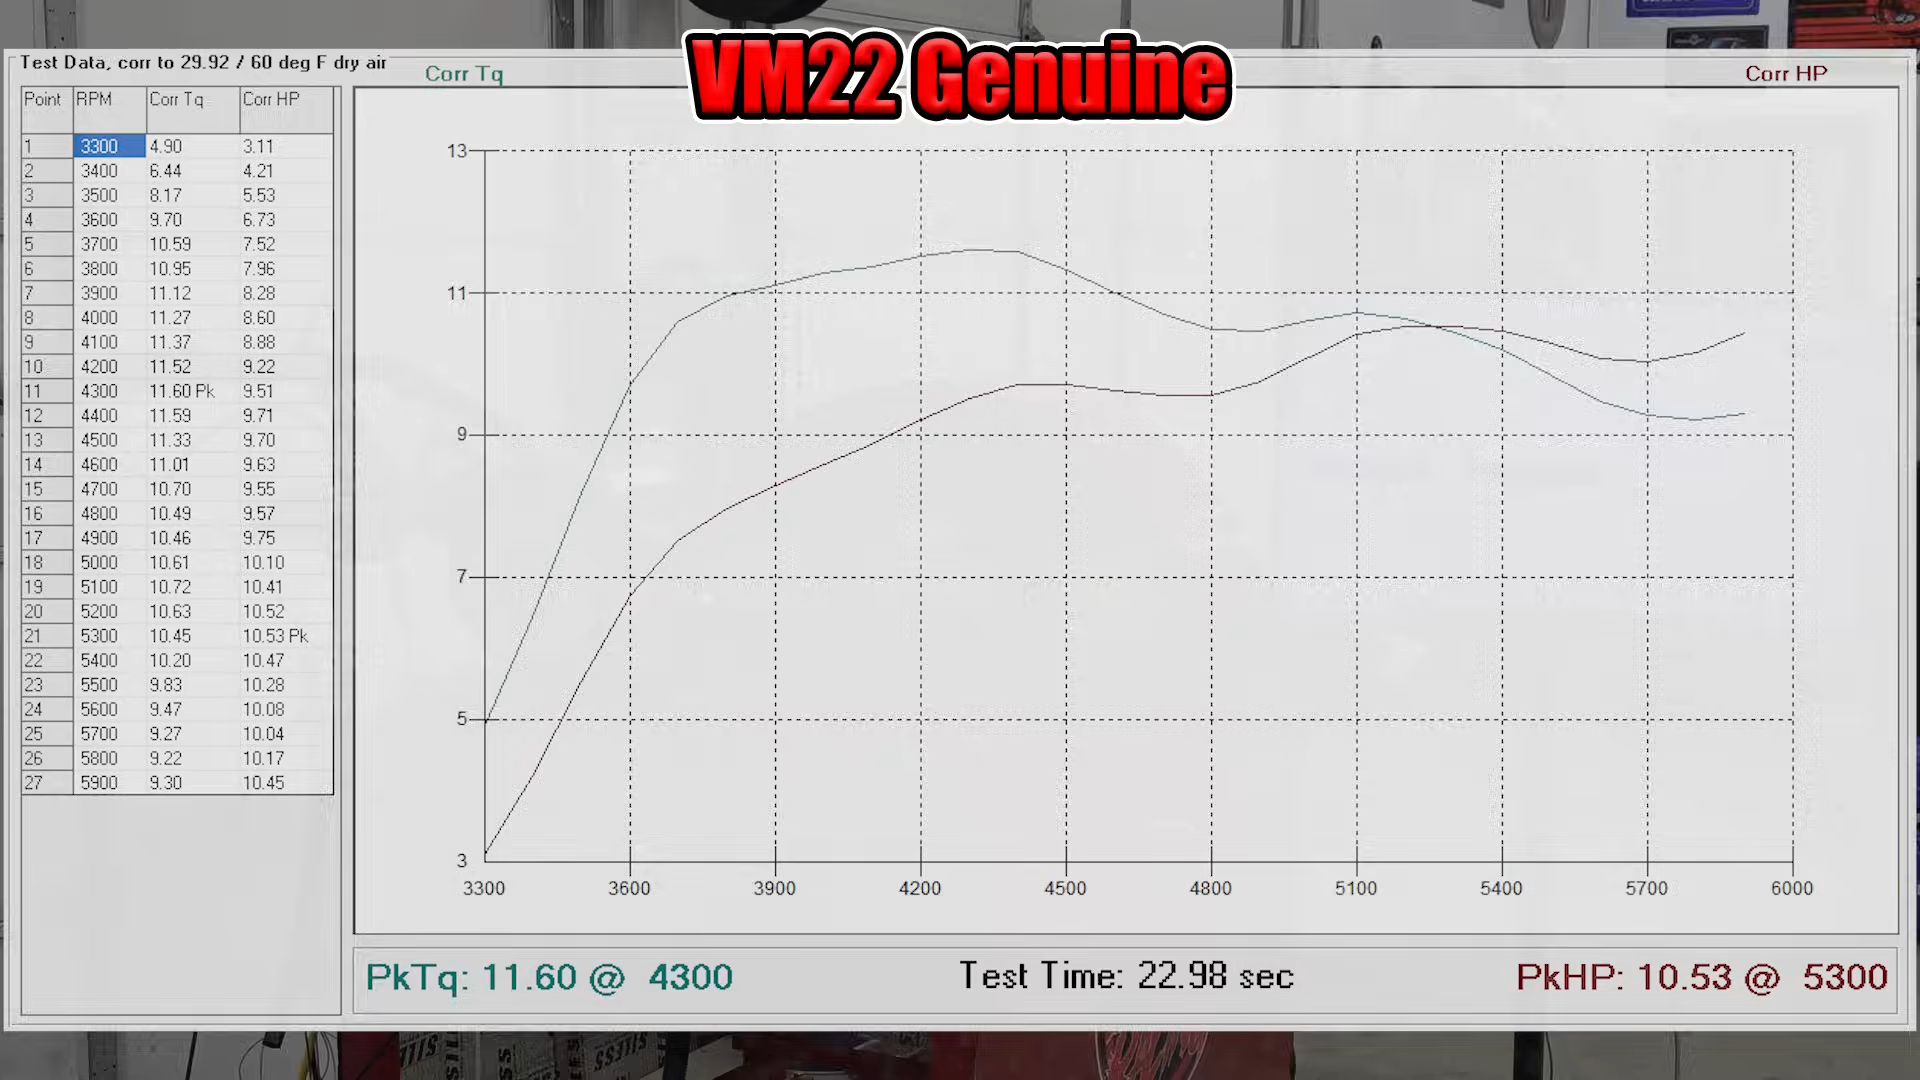 VM22 Genuine
Test Data, corr to 29.92 / 60 deg F dry air
Point RPM Corr Tq Corr HP
1 3300 4.90 3.11
2 3400 6.44 4.21
3 3500 8.17 5.53
4 3600 9.70 6.73
5 3700 10.59 7.52
6 3800 10.95 7.96
7 3900 11.12 8.28
8 4000 11.27 8.60
9 4100 11.37 8.88
10 4200 11.52 9.22
11 4300 11.60 Pk 9.51
12 4400 11.59 9.71
13 4500 11.33 9.70
14 4600 11.01 9.63
15 4700 10.70 9.55
16 4800 10.49 9.57
17 4900 10.46 9.75
18 5000 10.61 10.10
19 5100 10.72 10.41
20 5200 10.63 10.52
21 5300 10.45 10.53 Pk
22 5400 10.20 10.47
23 5500 9.83 10.28
24 5600 9.47 10.08
25 5700 9.27 10.04
26 5800 9.22 10.17
27 5900 9.30 10.45
Corr Tq
Corr HP
13
11
9
7
5
3
3300 3600 3900 4200 4500 4800 5100 5400 5700 6000
PkTq: 11.60 @ 4300
Test Time: 22.98 sec
PkHP: 10.53 @ 5300